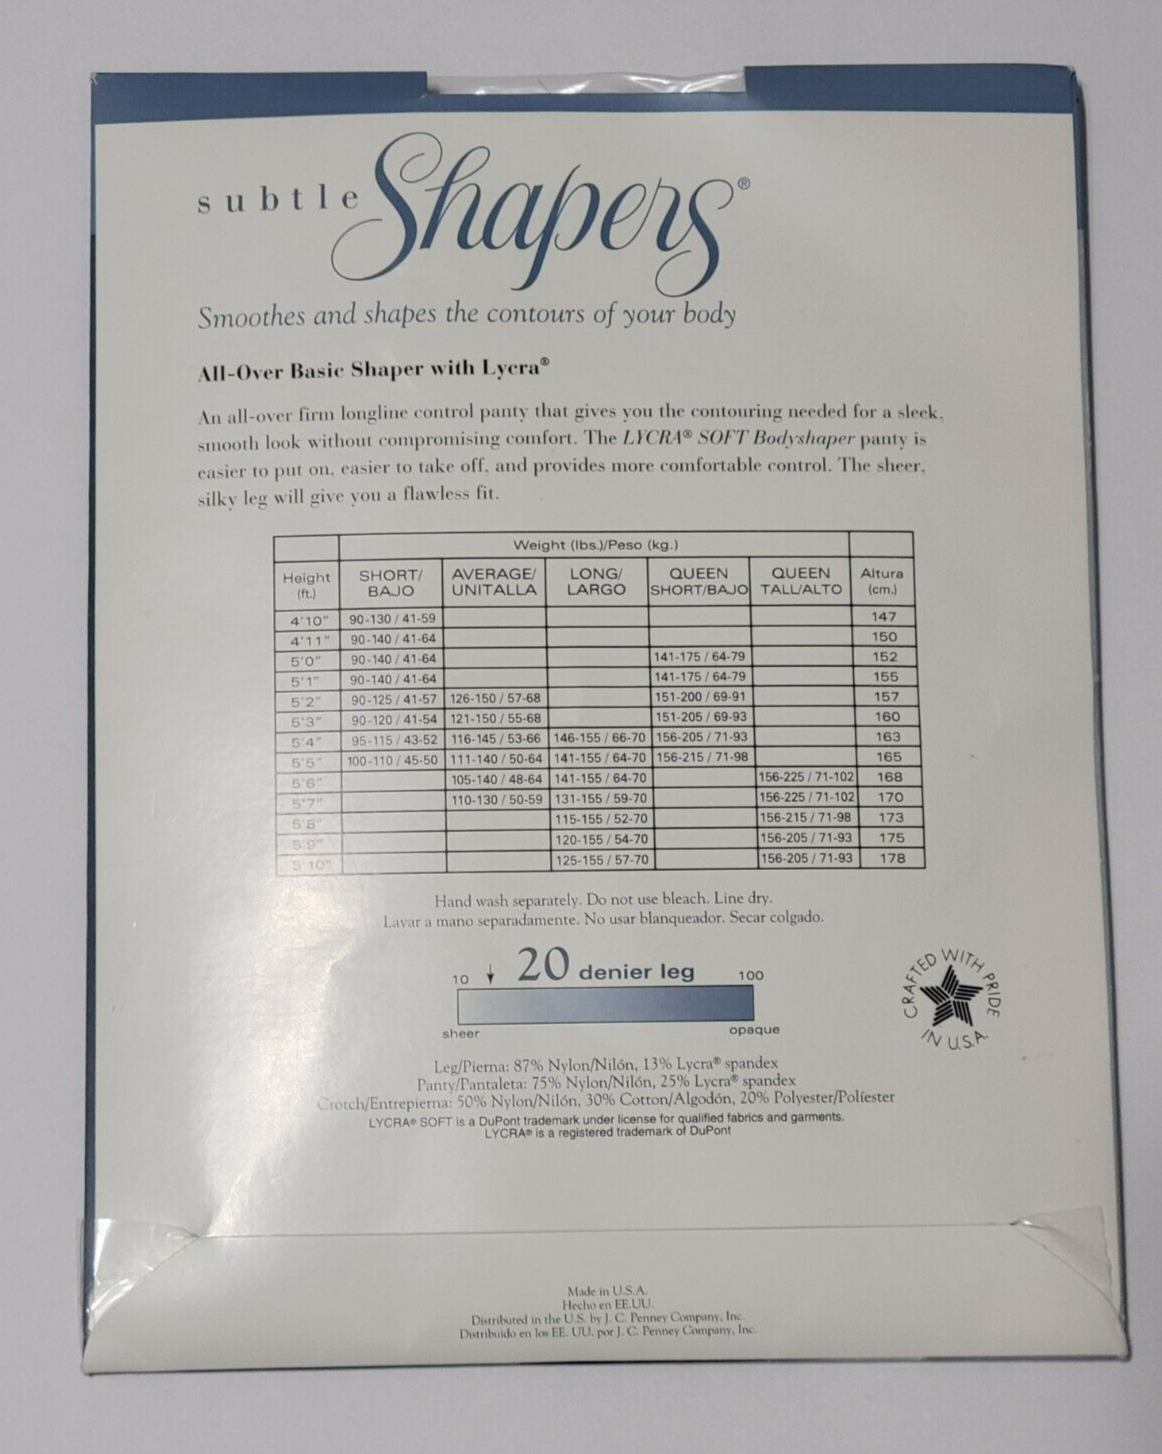 subtle Shapers®
Smoothes and shapes the contours of your body
All-Over Basic Shaper with Lycra®
An all-over firm longline control panty that gives you the contouring needed for a sleek,
smooth look without compromising comfort. The LYCRA® SOFT Bodyshaper panty is
easier to put on, easier to take off, and provides more comfortable control. The sheer,
silky leg will give you a flawless fit.
Weight (lbs.)/Peso (kg.)
Height (ft.) SHORT/BAJO AVERAGE/UNITALLA LONG/LARGO QUEEN SHORT/BAJO QUEEN TALL/ALTO Altura (cm.)
4'10" 90-130 / 41-59 147
4'11" 90-140 / 41-64 150
5'0" 90-140 / 41-64 141-175 / 64-79 152
5'1" 90-140 / 41-64 141-175 / 64-79 155
5'2" 90-125 / 41-57 126-150 / 57-68 151-200 / 69-91 157
5'3" 90-120 / 41-54 121-150 / 55-68 151-205 / 69-93 160
5'4" 95-115 / 43-52 116-145 / 53-66 146-155 / 66-70 156-205 / 71-93 163
5'5" 100-110 / 45-50 111-140 / 50-64 141-155 / 64-70 156-215 / 71-98 165
5'6" 105-140 / 48-64 141-155 / 64-70 156-225 / 71-102 168
5'7" 110-130 / 50-59 131-155 / 59-70 156-225 / 71-102 170
5'8" 115-155 / 52-70 156-215 / 71-98 173
5'9" 120-155 / 54-70 156-205 / 71-93 175
5'10" 125-155 / 57-70 156-205 / 71-93 178
Hand wash separately. Do not use bleach. Line dry.
Lavar a mano separadamente. No usar blanqueador. Secar colgado.
10 20 denier leg 100
sheer opaque
CRAFTED WITH PRIDE IN U.S.A.
Leg/Pierna: 87% Nylon/Nilón, 13% Lycra® spandex
Panty/Pantaleta: 75% Nylon/Nilón, 25% Lycra® spandex
Crotch/Entrepierna: 50% Nylon/Nilón, 30% Cotton/Algodón, 20% Polyester/Poliester
LYCRA® SOFT is a DuPont trademark under license for qualified fabrics and garments.
LYCRA® is a registered trademark of DuPont
Made in U.S.A.
Hecho en EE.UU.
Distributed in the U.S. by J. C. Penney Company, Inc.
Distribuido en los EE. UU. por J. C. Penney Company, Inc.